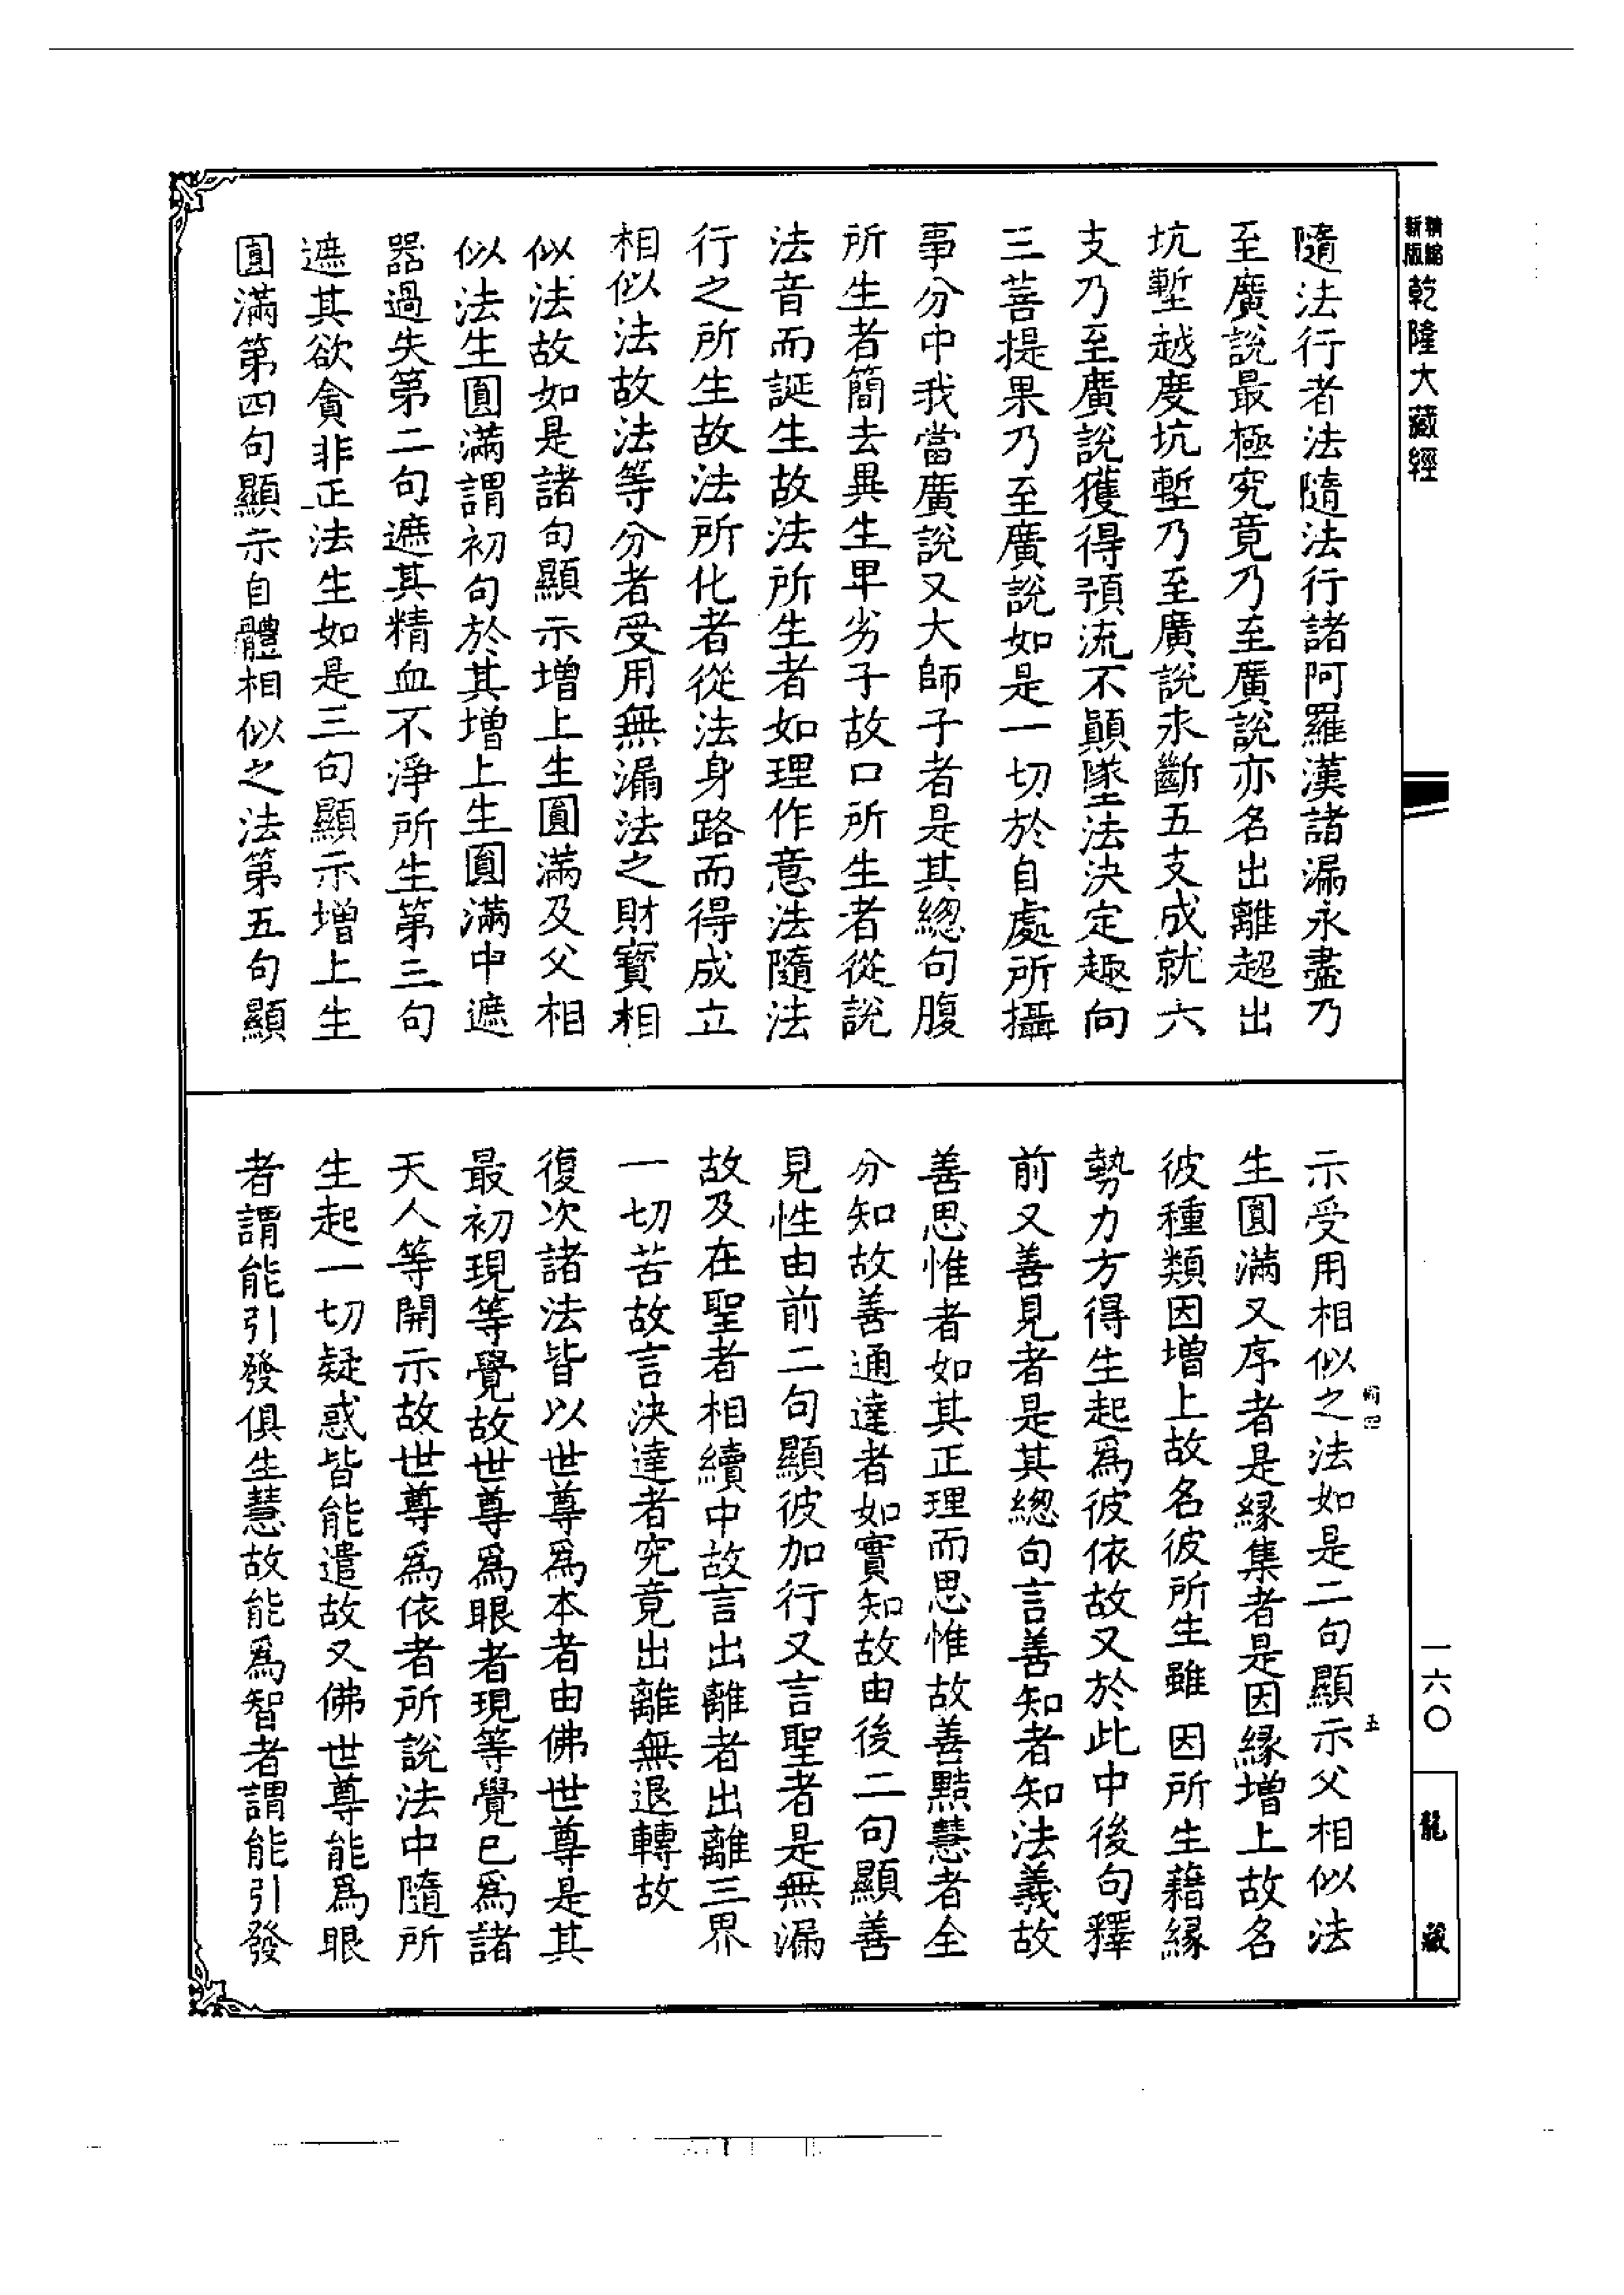 新版精縮乾隆大藏經
隨法行者法隨法行諸阿羅漢諸漏永盡乃
至廣說最極究竟乃至廣說亦名出離超出
坑塹越度坑塹乃至廣說永斷五支成就六
支乃至廣說獲得預流不顛墜法決定趣向
三菩提果乃至廣說如是一切於自處所攝
事分中我當廣說又大師子者是其總句腹
所生者簡去異生卑劣子故口所生者從說
法音而誕生故法所生者如理作意法隨法
行之所生故法所化者從法身路而得成立
相似法故法等分者受用無漏法之財寶相
似法故如是諸句顯示增上生圓滿及父相
似法生圓滿謂初句於其增上生圓滿中遮
器過失第二句遮其精血不淨所生第三句
遮其欲貪非正法生如是三句顯示增上生
圓滿第四句顯示自體相似之法第五句顯
示受用相似之法如是二句顯示父相似法
生圓滿又序者是緣集者是因緣增上故名
彼種類因增上故名彼所生雖因所生藉緣
勢力方得生起為彼依故又於此中後句釋
前又善見者是其總句言善知者知法義故
善思惟者如其正理而思惟故善黠慧者全
分知故善通達者如實知故由後二句顯善
見性由前二句顯彼加行又言聖者是無漏
故及在聖者相續中故言出離者出離三界
一切苦故言決達者究竟出離無退轉故
復次諸法皆以世尊為本者由佛世尊是其
最初現等覺故世尊為眼者現等覺已為諸
天人等開示故世尊為依者所說法中隨所
生起一切疑惑皆能遣故又佛世尊能為眼
者謂能引發俱生慧故能為智者謂能引發
五
一六〇
龍藏